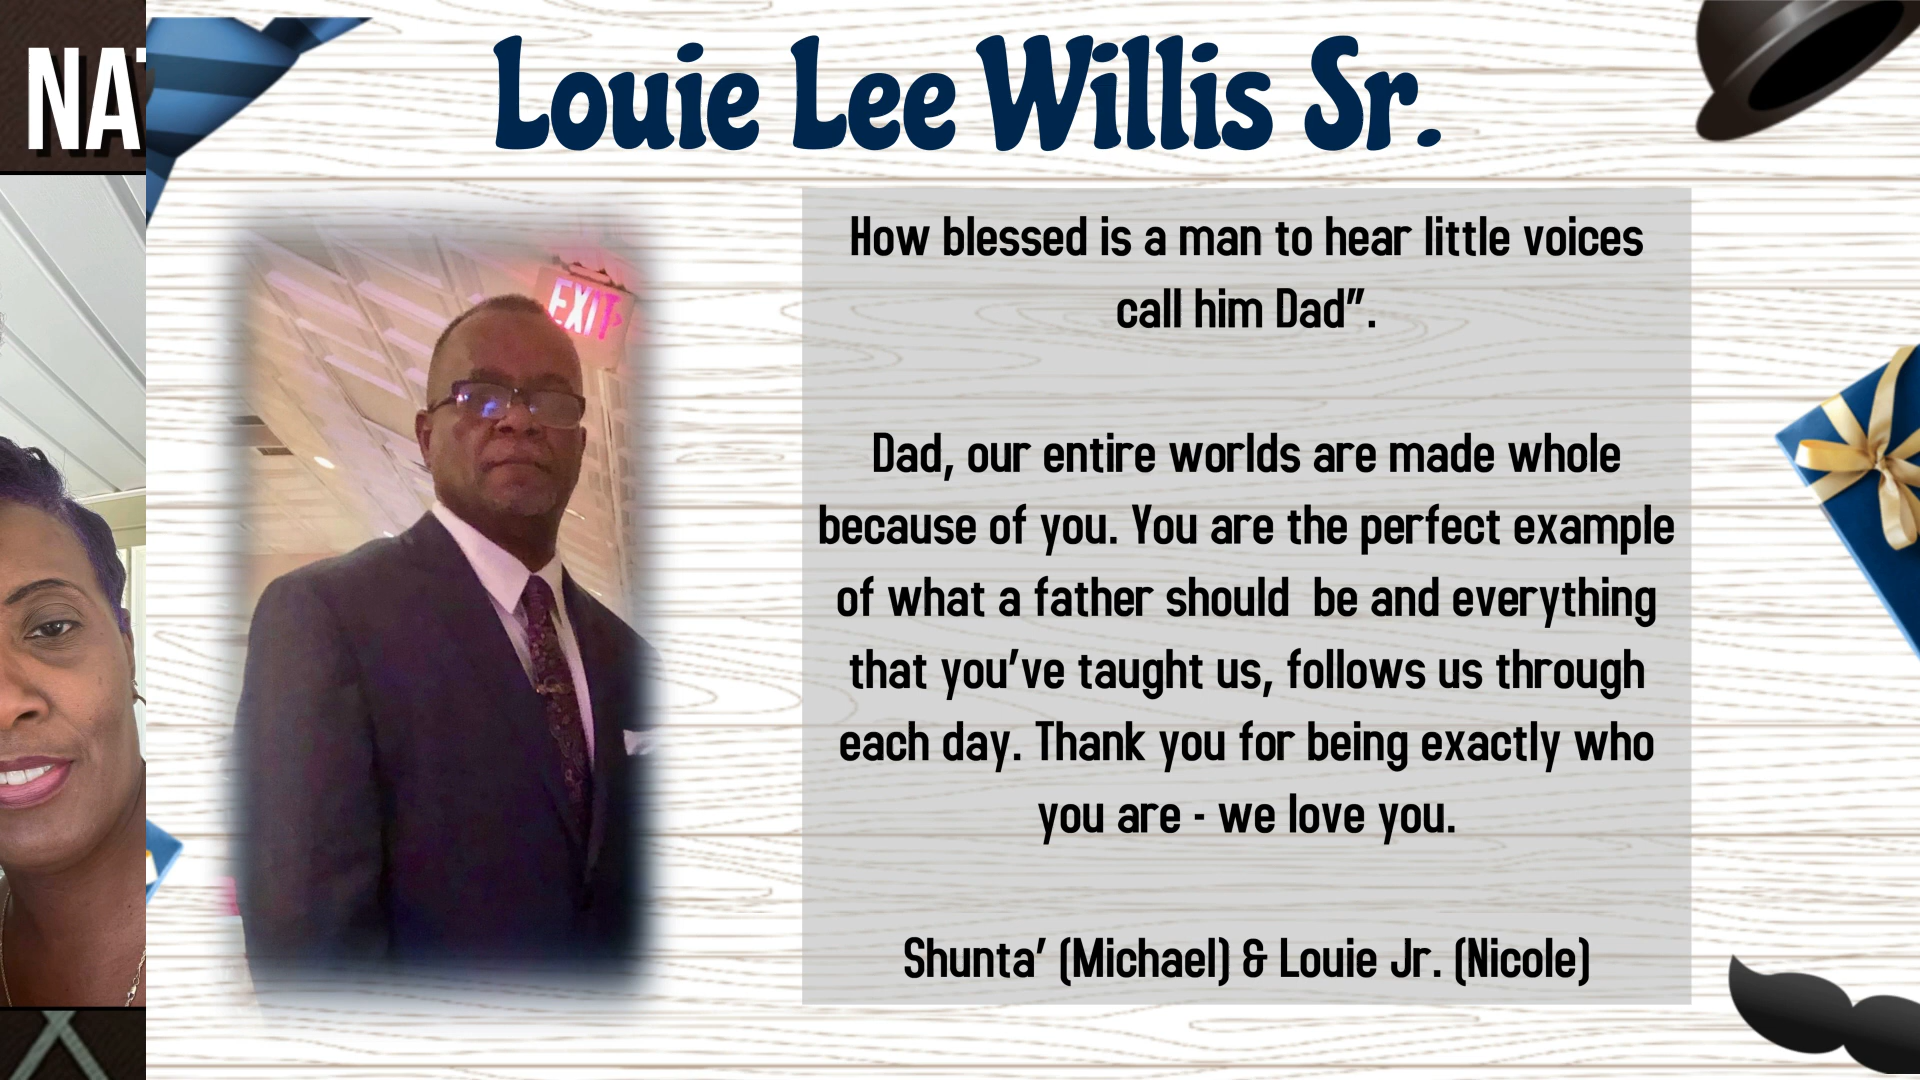 NAT
Louie Lee Willis Sr.
EXIT
How blessed is a man to hear little voices
call him Dad”.
Dad, our entire worlds are made whole
because of you. You are the perfect example
of what a father should  be and everything
that you’ve taught us, follows us through
each day. Thank you for being exactly who
you are - we love you.
Shunta’ (Michael) & Louie Jr. (Nicole)